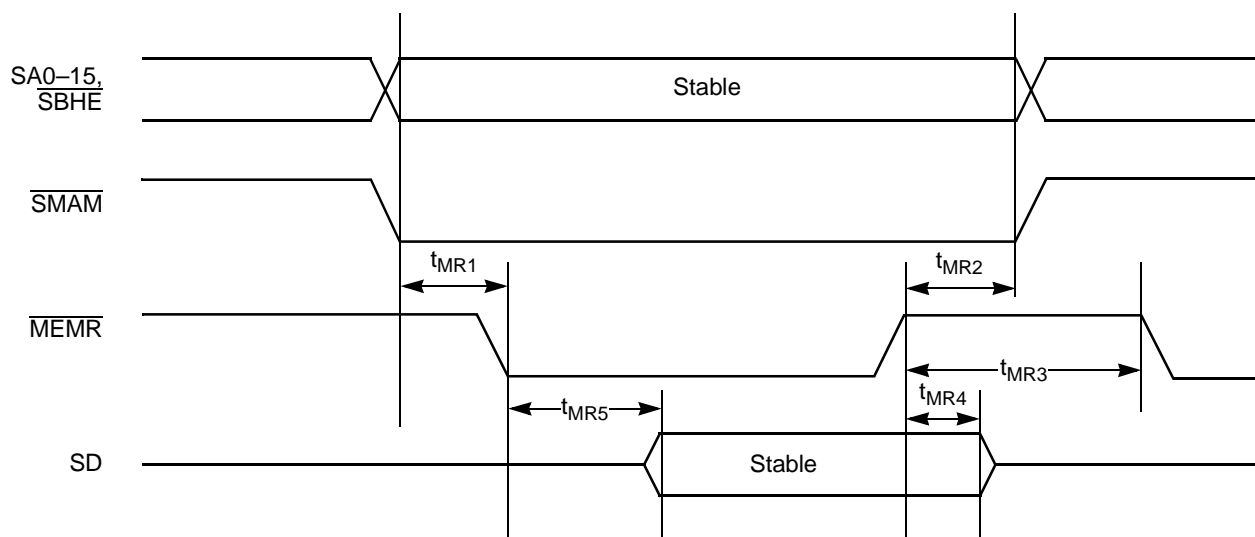 SA0–15,
SBHE
Stable
SMAM
tMR1
tMR2
MEMR
tMR3
tMR4
tMR5
SD
Stable